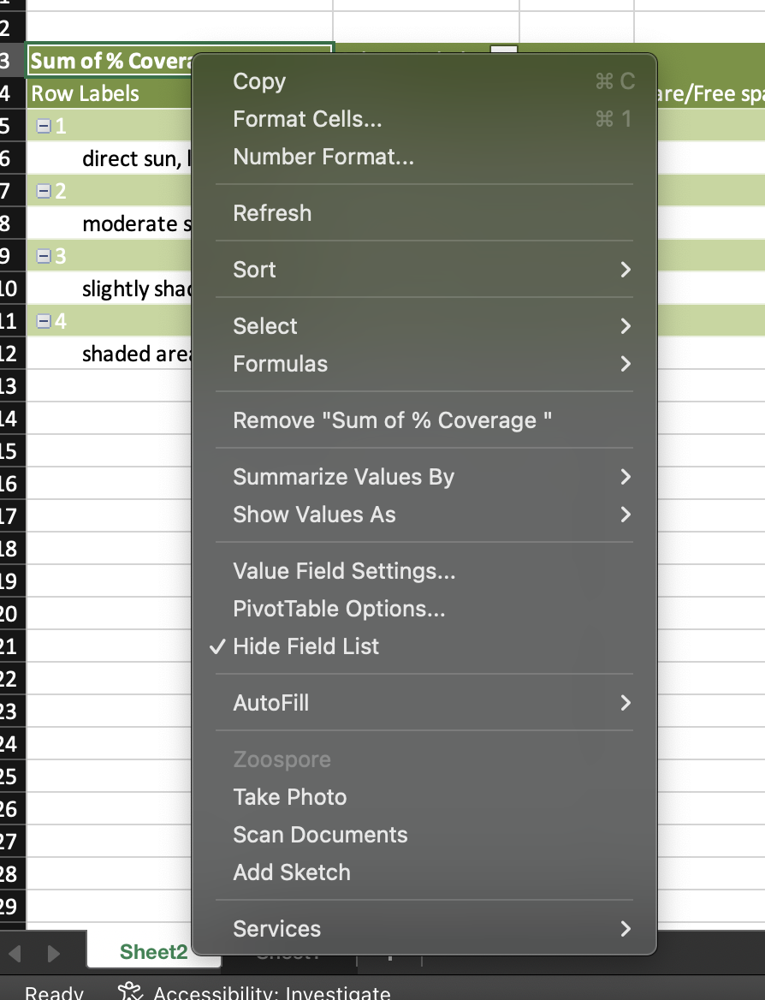 2
3 Sum of % Covera
4 Row Labels are/Free spa
5 1
6 direct sun, l
7 2
8 moderate s
9 3
10 slightly shad
11 4
12 shaded area
13
14
15
16
17
18
19
20
21
22
23
24
25
26
27
28
29
Copy ⌘ C
Format Cells... ⌘ 1
Number Format...
Refresh
Sort
Select
Formulas
Remove "Sum of % Coverage "
Summarize Values By
Show Values As
Value Field Settings...
PivotTable Options...
✓ Hide Field List
AutoFill
Zoospore
Take Photo
Scan Documents
Add Sketch
Services
Sheet2
Ready Accessibility: Investigate